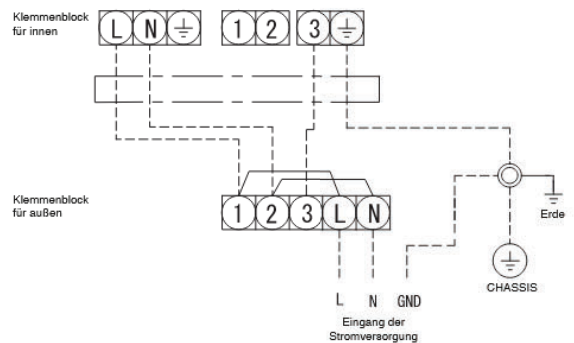 Klemmenblock
für innen
L N 1 2 3
Klemmenblock
für außen
1 2 3 L N
Erde
CHASSIS
L N GND
Eingang der
Stromversorgung